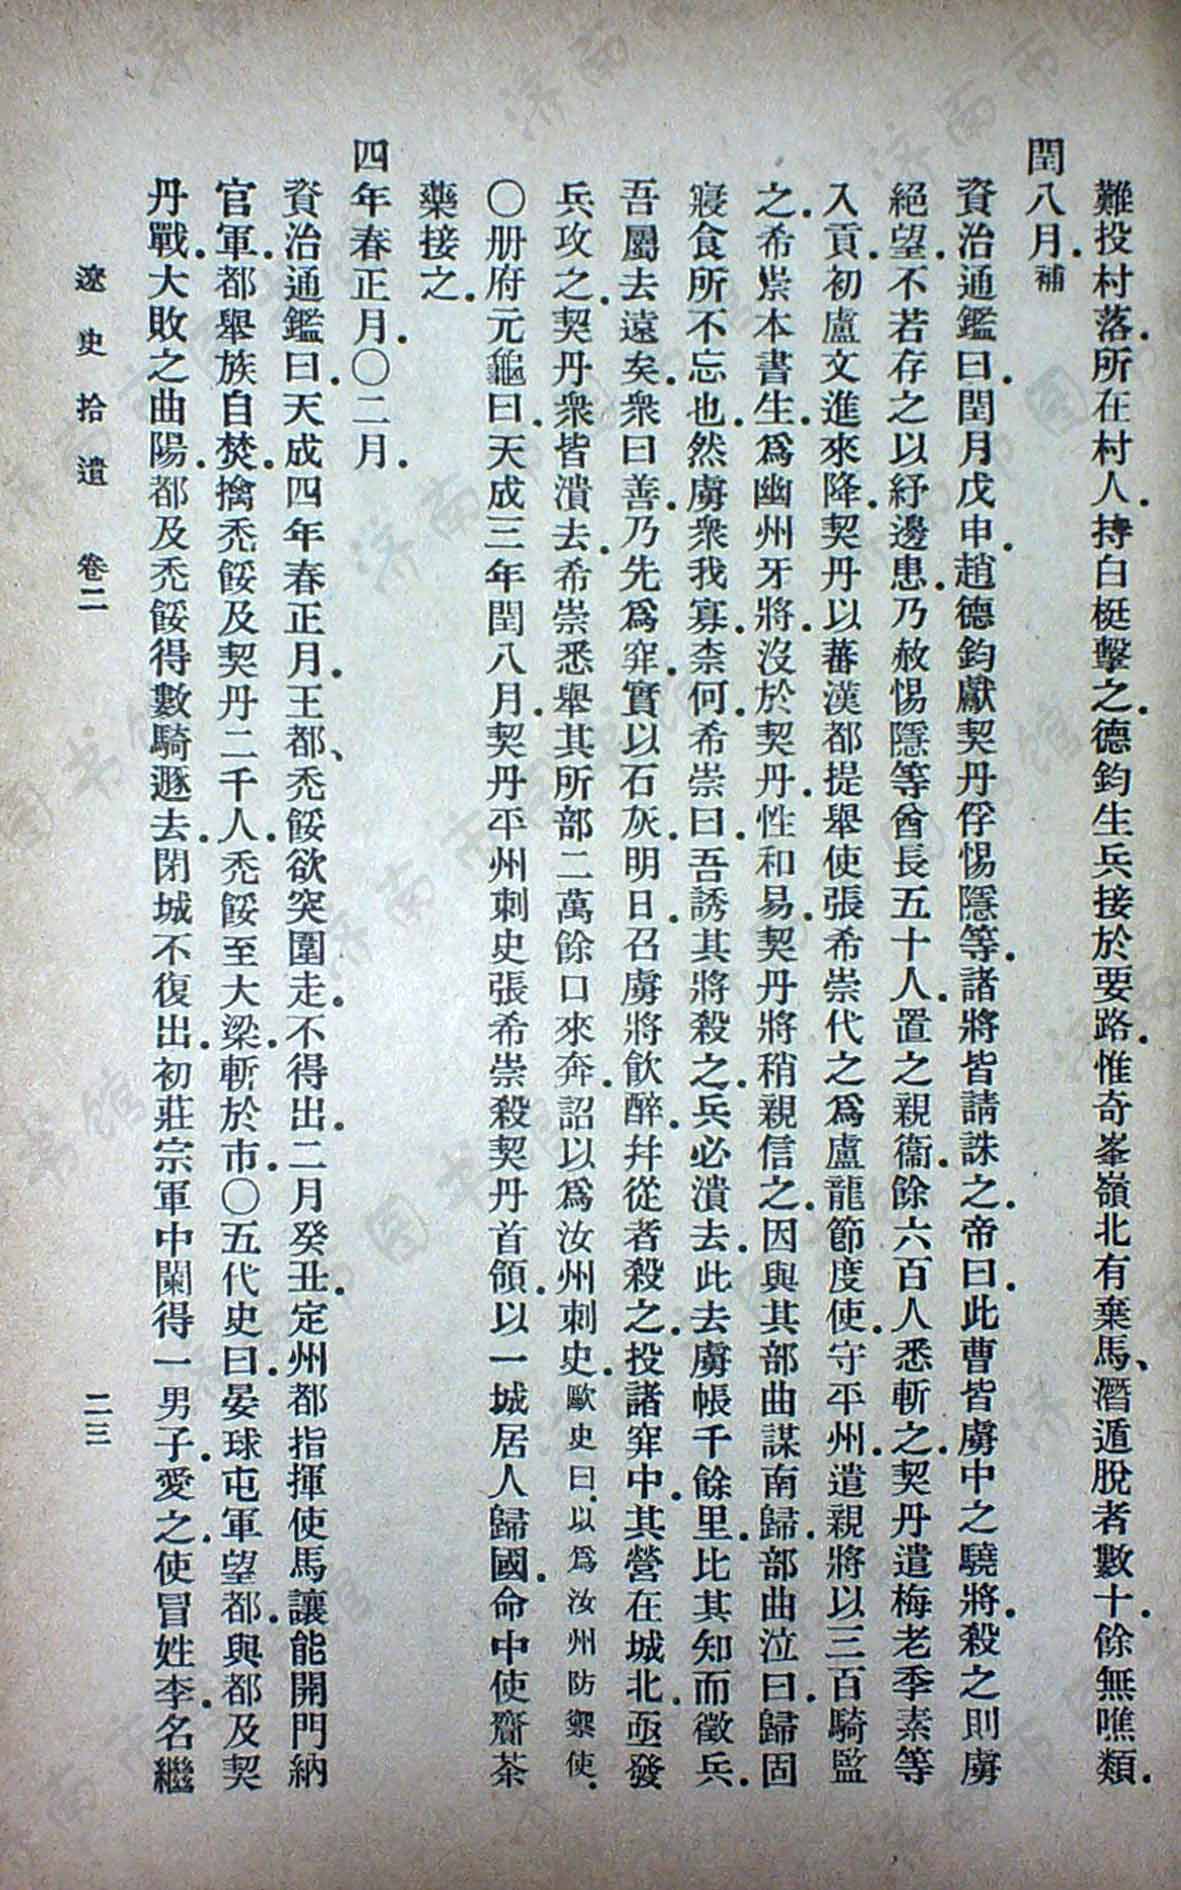 難投村落.所在村人.持白梃擊之.德鈞生兵接於要路.惟奇峯嶺北有棄馬、潛遁脫者數十.餘無噍類.
閏八月.補
資治通鑑曰.閏月戊申.趙德鈞獻契丹俘惕隱等.諸將皆請誅之.帝曰.此曹皆虜中之驍將.殺之則虜
絕望.不若存之以紓邊患.乃赦惕隱等酋長五十人.置之親衞.餘六百人悉斬之.契丹遣梅老季素等
入貢.初盧文進來降.契丹以蕃漢都提舉使張希崇代之爲盧龍節度使.守平州.遣親將以三百騎監
之.希崇本書生.爲幽州牙將.沒於契丹.性和易.契丹將稍親信之.因與其部曲謀南歸.部曲泣曰.歸固
寢食所不忘也.然虜衆我寡.柰何.希崇曰.吾誘其將殺之.兵必潰去.此去虜帳千餘里.比其知而徵兵.
吾屬去遠矣.衆曰善.乃先爲穽.實以石灰.明日.召虜將飲醉.幷從者殺之.投諸穽中.其營在城北.亟發
兵攻之.契丹衆皆潰去.希崇悉舉其所部二萬餘口來奔.詔以爲汝州刺史.歐史曰.以爲汝州防禦使.
〇册府元龜曰.天成三年閏八月.契丹平州刺史張希崇殺契丹首領.以一城居人歸國.命中使齎茶
藥接之.
四年春正月.〇二月.
資治通鑑曰.天成四年春正月.王都、禿餒欲突圍走.不得出.二月癸丑.定州都指揮使馬讓能開門納
官軍.都舉族自焚.擒禿餒及契丹二千人.禿餒至大梁.斬於市.〇五代史曰.晏球屯軍望都.與都及契
丹戰.大敗之曲陽.都及禿餒得數騎遯去.閉城不復出.初莊宗軍中闌得一男子.愛之.使冒姓李.名繼
遼史拾遺　卷二　二三
济南市图书馆